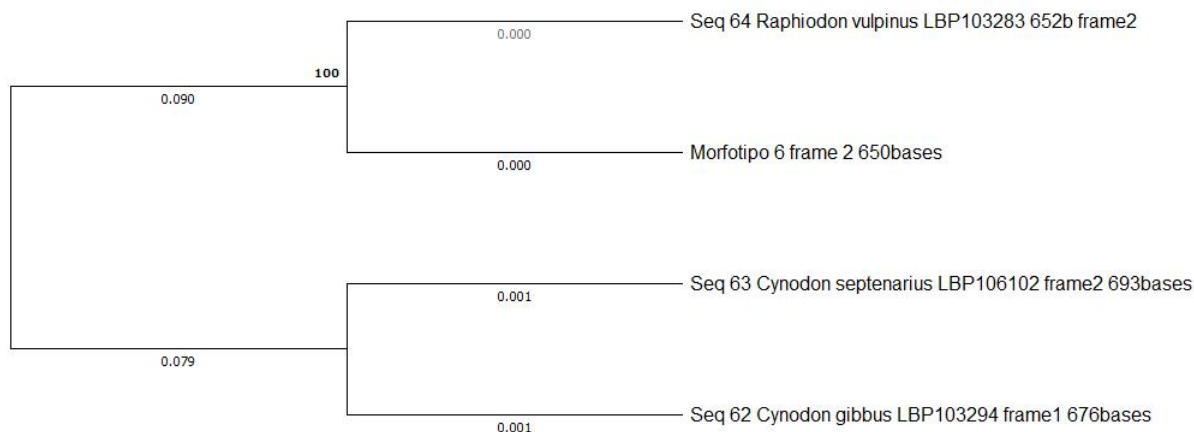 Seq 64 Raphiodon vulpinus LBP103283 652b frame2
0.000
100
0.090
Morfotipo 6 frame 2 650bases
0.000
Seq 63 Cynodon septenarius LBP106102 frame2 693bases
0.001
0.079
Seq 62 Cynodon gibbus LBP103294 frame1 676bases
0.001